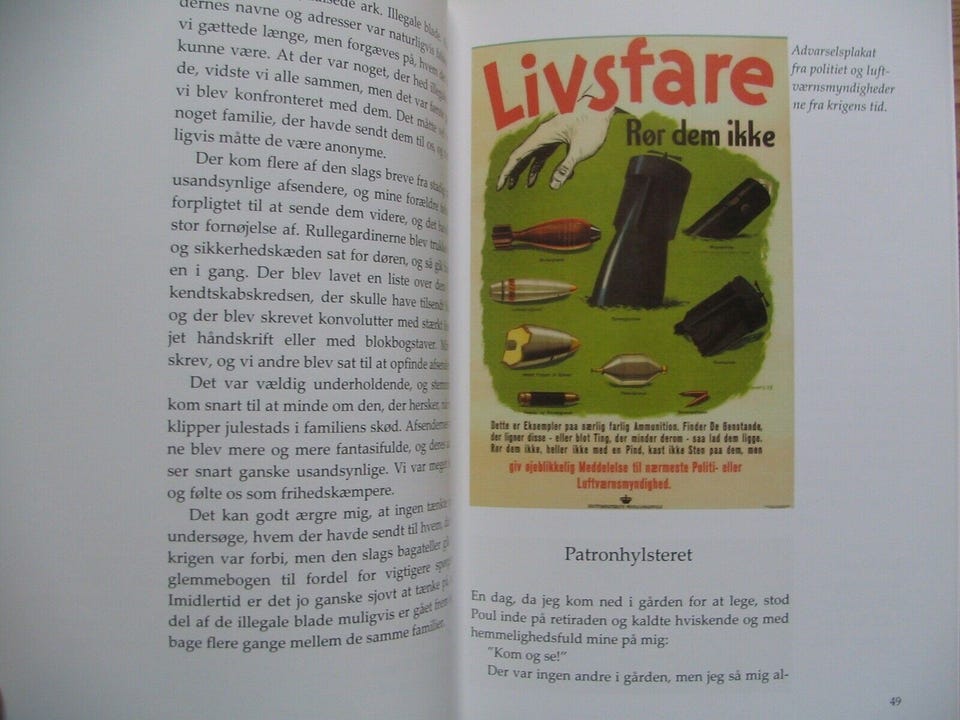 ark. Illegale blade.
dernes navne og adresser var naturligvis
vi gættede længe, men forgæves på, hvem
kunne være. At der var noget, der hed
de, vidste vi alle sammen, men det var første
vi blev konfronteret med dem. Det måtte
noget familie, der havde sendt dem til os, og
ligvis måtte de være anonyme.
Der kom flere af den slags breve fra
usandsynlige afsendere, og mine forældre
forpligtet til at sende dem videre, og det
stor fornøjelse af. Rullegardinerne blev
og sikkerhedskæden sat for døren, og så
en i gang. Der blev lavet en liste over den
kendtskabskredsen, der skulle have tilsendt
og der blev skrevet konvolutter med stærkt
jet håndskrift eller med blokbogstaver.
skrev, og vi andre blev sat til at opfinde
Det var vældig underholdende, og
kom snart til at minde om den, der hersker,
klipper julestads i familiens skød.
ne blev mere og mere fantasifulde, og deres
ser snart ganske usandsynlige. Vi var meget
og følte os som frihedskæmpere.
Det kan godt ærgre mig, at ingen tænkte
undersøge, hvem der havde sendt til hvem, da
krigen var forbi, men den slags bagateller
glemmebogen til fordel for vigtigere
Imidlertid er det jo ganske sjovt at tænke på,
del af de illegale blade muligvis er gået frem
bage flere gange mellem de samme familier.
Livsfare
Rør dem ikke
Dette er Eksempler paa særlig farlig Ammunition. Finder De Genstande,
der ligner disse - eller blot Ting, der minder derom - saa lad dem ligge.
Rør dem ikke, heller ikke med en Pind, kast ikke Sten paa dem, men
giv øjeblikkelig Meddelelse til nærmeste Politi- eller
Luftværnsmyndighed.
Advarselsplakat
fra politiet og luft-
værnsmyndigheder
ne fra krigens tid.
Patronhylsteret
En dag, da jeg kom ned i gården for at lege, stod
Poul inde på retiraden og kaldte hviskende og med
hemmelighedsfuld mine på mig:
"Kom og se!"
Der var ingen andre i gården, men jeg så mig al-
49